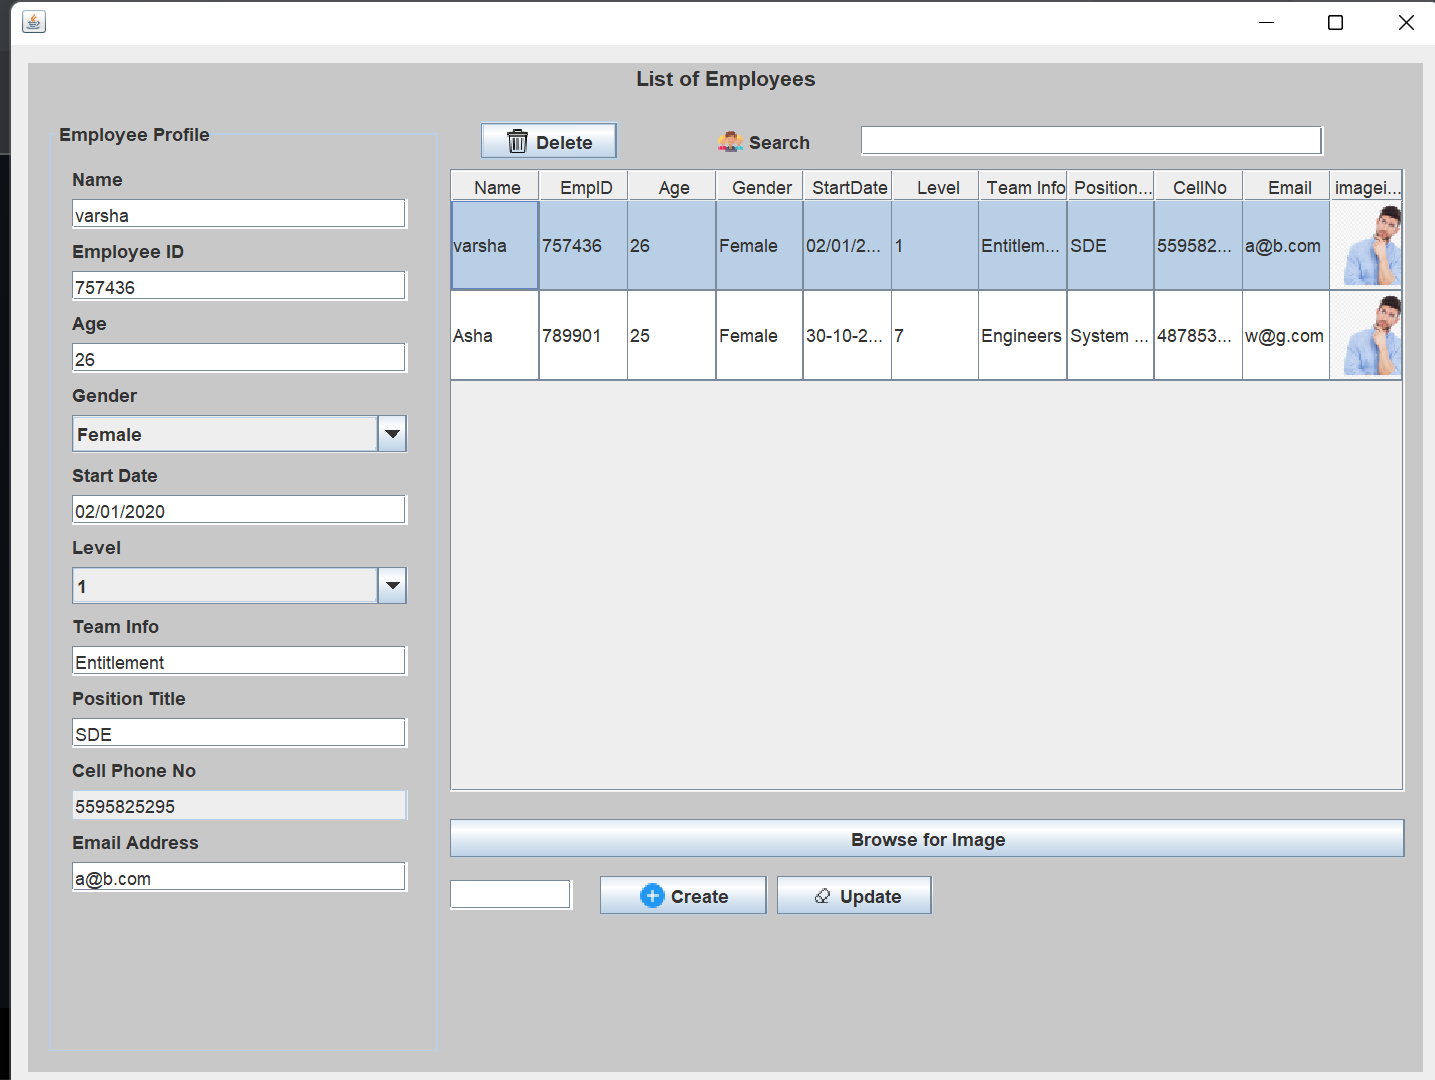 List of Employees
Employee Profile
Name
varsha
Employee ID
757436
Age
26
Gender
Female
Start Date
02/01/2020
Level
1
Team Info
Entitlement
Position Title
SDE
Cell Phone No
5595825295
Email Address
a@b.com
Delete Search
Name EmpID Age Gender StartDate Level Team Info Position... CellNo Email imagei...
varsha 757436 26 Female 02/01/2... 1 Entitlem... SDE 559582... a@b.com
Asha 789901 25 Female 30-10-2... 7 Engineers System ... 487853... w@g.com
Browse for Image
Create Update